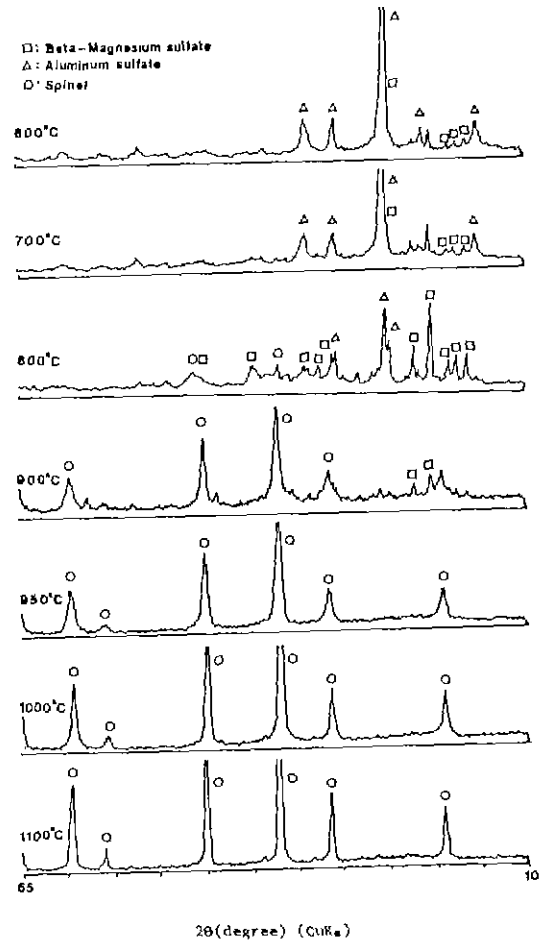 □: Beta-Magnesium sulfate
△: Aluminum sulfate
○: Spinel
600°C
700°C
800°C
900°C
950°C
1000°C
1100°C
65 10
2θ(degree) (CuKα)